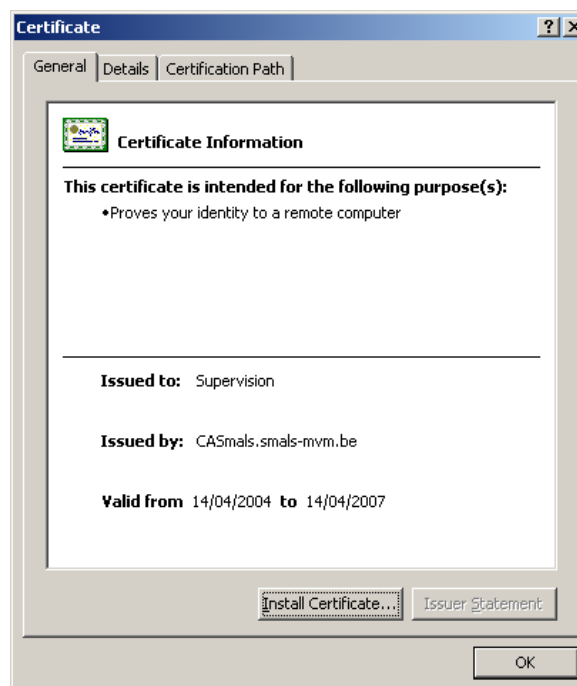 Certificate
General Details Certification Path
Certificate Information
This certificate is intended for the following purpose(s):
•Proves your identity to a remote computer
Issued to: Supervision
Issued by: CASmals.smals-mvm.be
Valid from 14/04/2004 to 14/04/2007
Install Certificate... Issuer Statement
OK